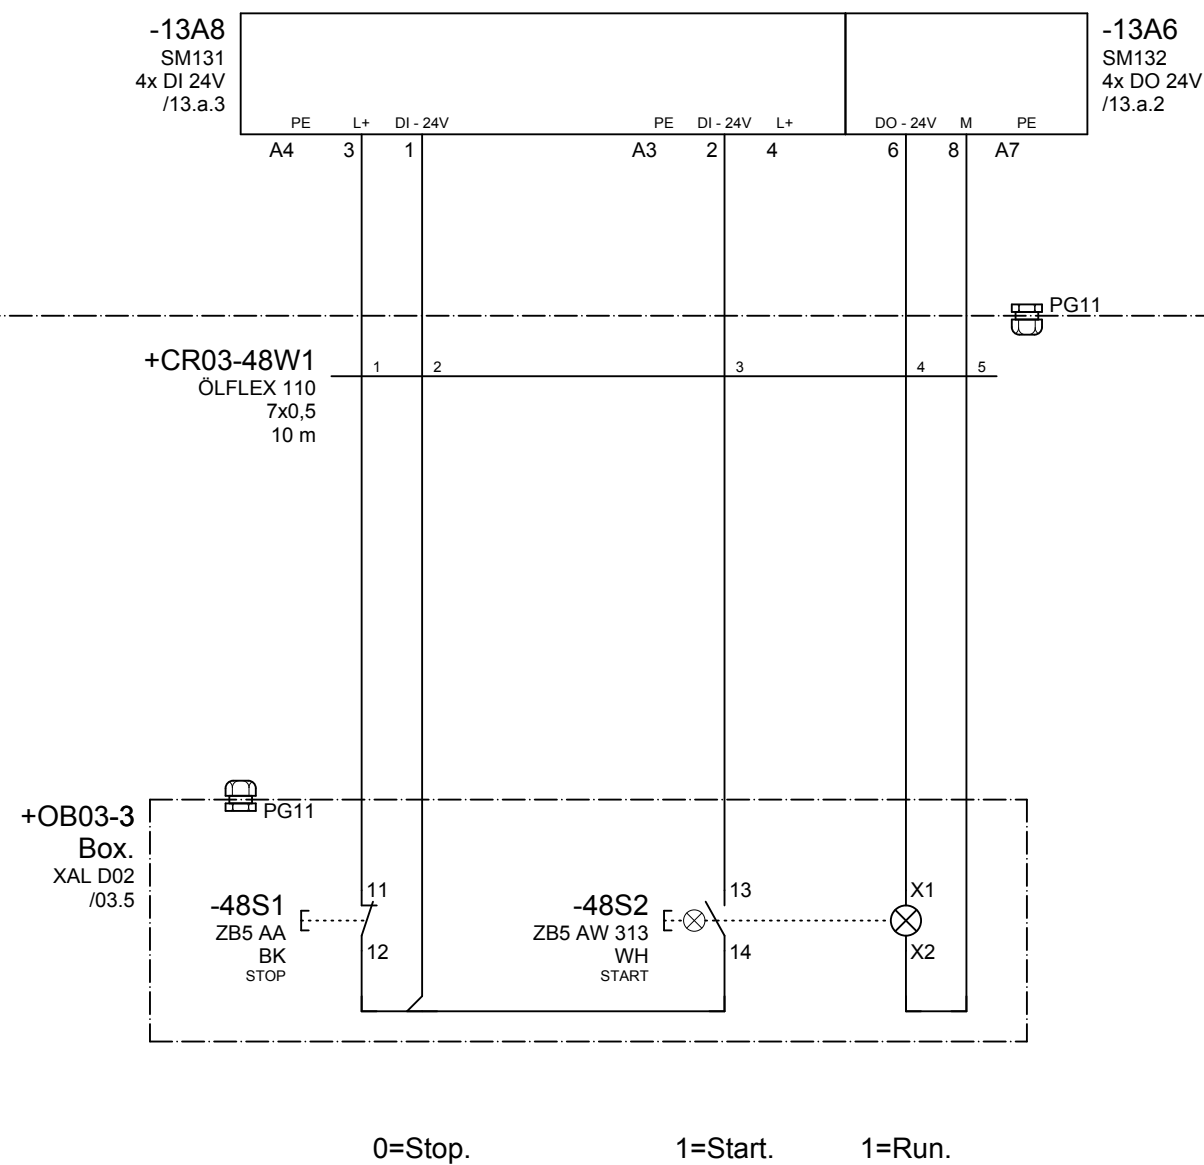 -13A8
SM131
4x DI 24V
/13.a.3
-13A6
SM132
4x DO 24V
/13.a.2
PE L+ DI - 24V PE DI - 24V L+ DO - 24V M PE
A4 3 1 A3 2 4 6 8 A7
PG11
+CR03-48W1
ÖLFLEX 110
7x0,5
10 m
1 2 3 4 5
PG11
+OB03-3
Box.
XAL D02
/03.5
-48S1
ZB5 AA
BK
STOP
11
12
-48S2
ZB5 AW 313
WH
START
13
14
X1
X2
0=Stop. 1=Start. 1=Run.